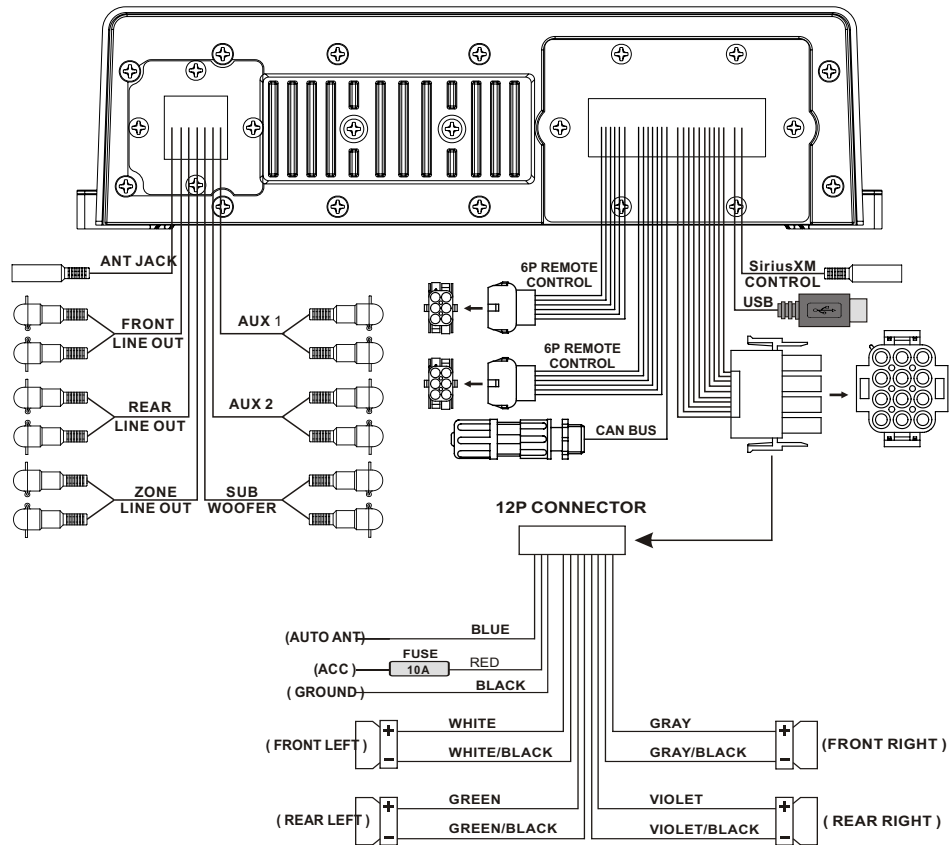 ANT JACK
FRONT
LINE OUT
REAR
LINE OUT
ZONE
LINE OUT
AUX 1
AUX 2
SUB
WOOFER
6P REMOTE
CONTROL
6P REMOTE
CONTROL
CAN BUS
SiriusXM
CONTROL
USB
12P CONNECTOR
(AUTO ANT)
BLUE
(ACC)
FUSE
10A
RED
( GROUND )
BLACK
( FRONT LEFT )
+
-
WHITE
WHITE/BLACK
GRAY
GRAY/BLACK
+
-
(FRONT RIGHT )
( REAR LEFT )
+
-
GREEN
GREEN/BLACK
VIOLET
VIOLET/BLACK
+
-
( REAR RIGHT )